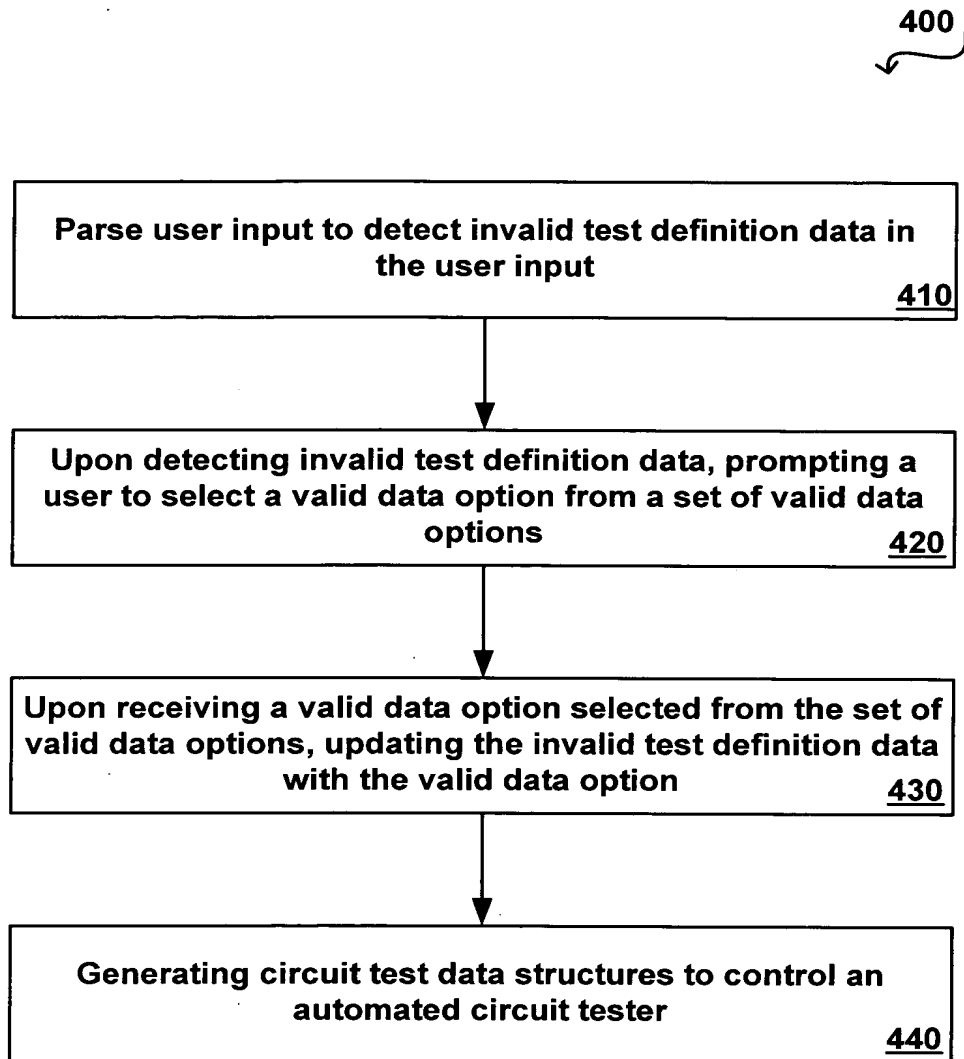 400
Parse user input to detect invalid test definition data in
the user input
410
Upon detecting invalid test definition data, prompting a
user to select a valid data option from a set of valid data
options
420
Upon receiving a valid data option selected from the set of
valid data options, updating the invalid test definition data
with the valid data option
430
Generating circuit test data structures to control an
automated circuit tester
440